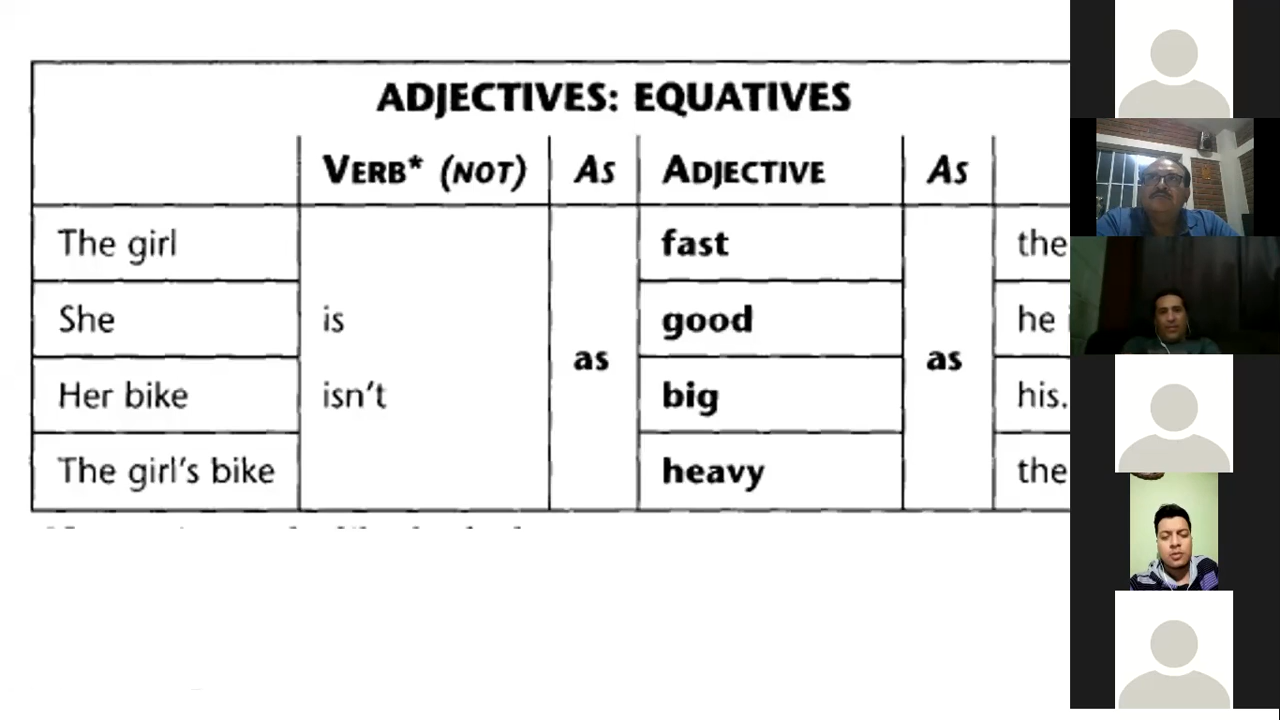 ADJECTIVES: EQUATIVES
VERB* (NOT) AS ADJECTIVE AS
The girl fast the
She is good he
as as
Her bike isn't big his.
The girl's bike heavy the